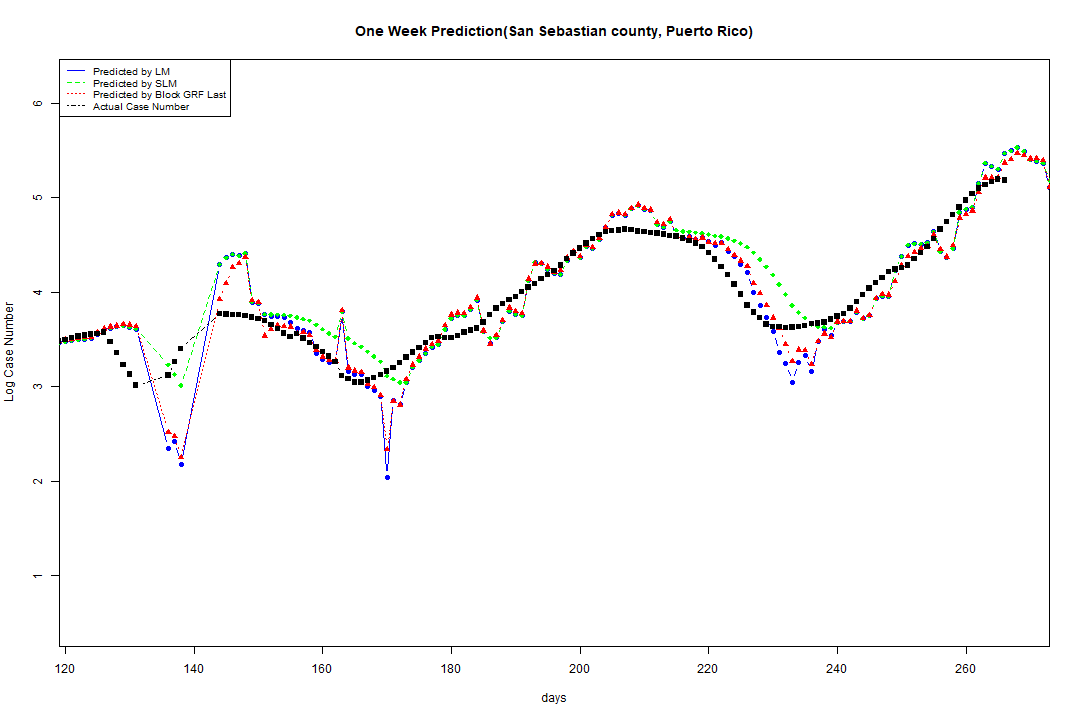 One Week Prediction(San Sebastian county, Puerto Rico)
Predicted by LM
Predicted by SLM
Predicted by Block GRF Last
Actual Case Number
Log Case Number
6
5
4
3
2
1
120 140 160 180 200 220 240 260
days